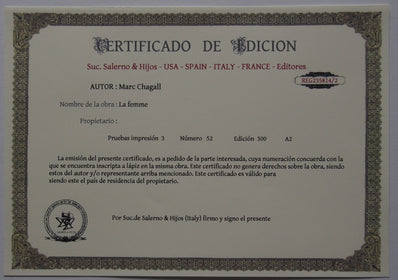 CERTIFICADO DE EDICION
Suc. Salerno & Hijos - USA - SPAIN - ITALY - FRANCE - Editores
REG255814/2
AUTOR : Marc Chagall
Nombre de la obra : La femme
Propietario :
Pruebas impresión 3 Número 52 Edición 300 A2
La emisión del presente certificado, es a pedido de la parte interesada, cuya numeración concuerda con la
que se encuentra inscripta a lápiz en la misma obra. Este certificado no genera derechos sobre la obra, siendo
estos del autor y/o representante arriba mencionado. Este certificado es válido para y
siendo este el país de residencia del propietario.
Por Suc.de Salerno & Hijos (Italy) firmo y signo el presente